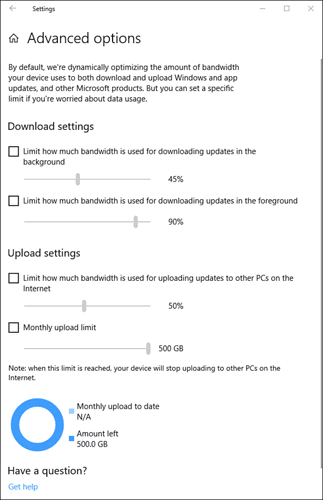 Settings
Advanced options
By default, we're dynamically optimizing the amount of bandwidth
your device uses to both download and upload Windows and app
updates, and other Microsoft products. But you can set a specific
limit if you're worried about data usage.
Download settings
Limit how much bandwidth is used for downloading updates in the
background
45%
Limit how much bandwidth is used for downloading updates in the foreground
90%
Upload settings
Limit how much bandwidth is used for uploading updates to other PCs on the
Internet
50%
Monthly upload limit
500 GB
Note: when this limit is reached, your device will stop uploading to other PCs on the
Internet.
Monthly upload to date
N/A
Amount left
500.0 GB
Have a question?
Get help